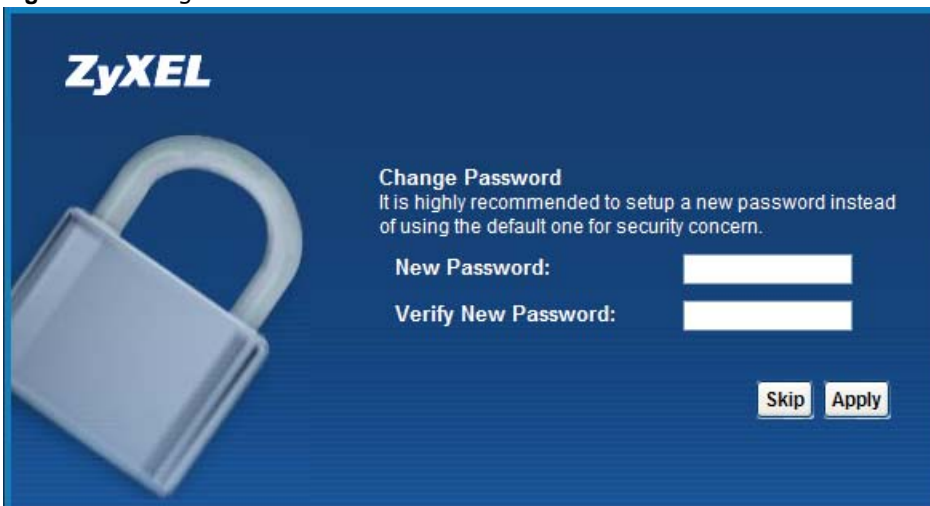 ZyXEL
Change Password
It is highly recommended to setup a new password instead
of using the default one for security concern.
New Password:
Verify New Password:
Skip Apply